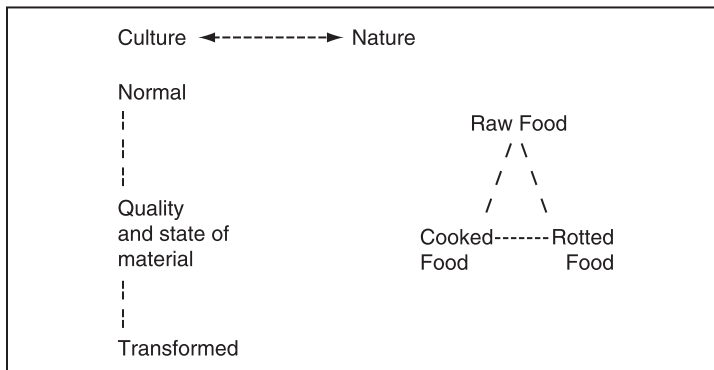 Culture Nature
Normal
Raw Food
Quality
and state of
material
Cooked Rotted
Food Food
Transformed